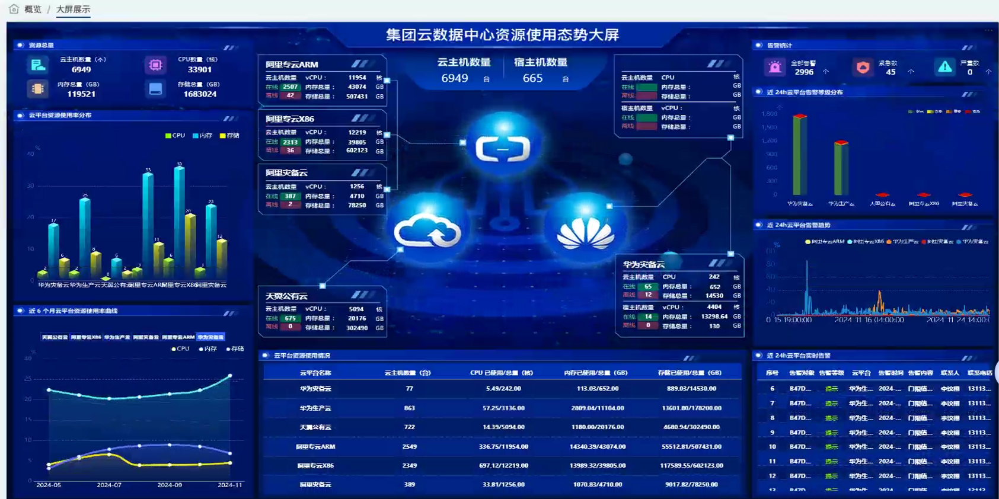 概览 / 大屏展示
集团云数据中心资源使用态势大屏
云主机数量 宿主机数量
6949 台 665 台
资源总量
云主机数量（个） CPU数量（核）
6949 33901
内存总量（GB） 存储总量（GB）
119521 1683024
云平台资源使用率分布
CPU 内存 存储
%
40
30
20
10
0
17 6 2 25 8 2 6 2 33 11 35 20 6 23 12
华为灾备云 华为生产云 天翼公有云 阿里专云ARM 阿里专云X86 阿里灾备云
近 6 个月云平台资源使用率曲线
天翼公有云 阿里专云X86 华为生产云 阿里灾备云 阿里专云ARM 华为灾备云
CPU 内存 存储
%
30
25
20
15
10
5
0
2024-05 2024-07 2024-09 2024-11
阿里专云ARM
云主机数量 vCPU： 11954 核
在线 2507 内存总量： 43074 GB
离线 42 存储总量： 507431 GB
阿里专云X86
云主机数量 vCPU： 12219 核
在线 2313 内存总量： 39805 GB
离线 36 存储总量： 602123 GB
阿里灾备云
云主机数量 vCPU： 1256 核
在线 387 内存总量： 4710 GB
离线 2 存储总量： 78250 GB
天翼公有云
云主机数量 vCPU： 5094 核
在线 675 内存总量： 20176 GB
离线 0 存储总量： 302490 GB
云主机数量 CPU 核
在线 内存总量： GB
离线 存储总量： GB
宿主机数量 vCPU： 核
在线 内存总量： GB
离线 存储总量： GB
华为灾备云
云主机数量 CPU 242 核
在线 65 内存总量： 652 GB
离线 12 存储总量： 14530 GB
宿主机数量 vCPU： 4404 核
在线 14 内存总量： 13298.64 GB
离线 0 存储总量： 130 GB
云平台资源使用情况
云平台名称 云主机数量（台） CPU 已使用/总量（核） 内存已使用/总量（GB） 存储已使用/总量（GB）
华为灾备云 77 5.49/242.00 113.03/652.00 889.03/14530.00
华为生产云 863 57.25/3136.00 2809.04/11104.00 13601.80/178200.00
天翼公有云 722 14.39/5094.00 1180.00/20176.00 4680.94/302490.00
阿里专云ARM 2549 336.75/11954.00 14340.39/43074.00 55512.81/507431.00
阿里专云X86 2349 697.12/12219.00 13989.32/39805.00 117589.55/602123.00
阿里灾备云 389 33.81/1256.00 1070.83/4710.00 9017.82/78250.00
告警统计
全部告警 紧急数 严重数
2996 45 0
近 24h云平台告警等级分布
1,800
1,500
1,200
900
600
300
0
华为灾备云 华为生产云 天翼公有云 阿里专云X86 阿里灾备云
近 24h云平台告警趋势
阿里专云ARM 阿里专云X86 华为生产云 阿里灾备云 华为灾备云
%
0 15 19:00:00 2024 11 16 04:00:00 2024 11 24 14:00:0
近 24h云平台实时告警
序号 告警对象 告警等级 云平台 告警时间 告警内容 联系人 联系电话
6 B47D... 提示 华为生... 2024-... 门限值... 13113...
7 B47D... 提示 华为生... 2024-... 门限值... 13113...
8 B47D... 提示 华为生... 2024-... 门限值... 13113...
9 B47D... 提示 华为生... 2024-... 门限值... 13113...
10 B47D... 提示 华为生... 2024-... 门限值... 13113...
11 B47D... 提示 华为生... 2024-... 门限值... 13113...
12 B47D... 提示 华为生... 2024-... 门限值... 13113...